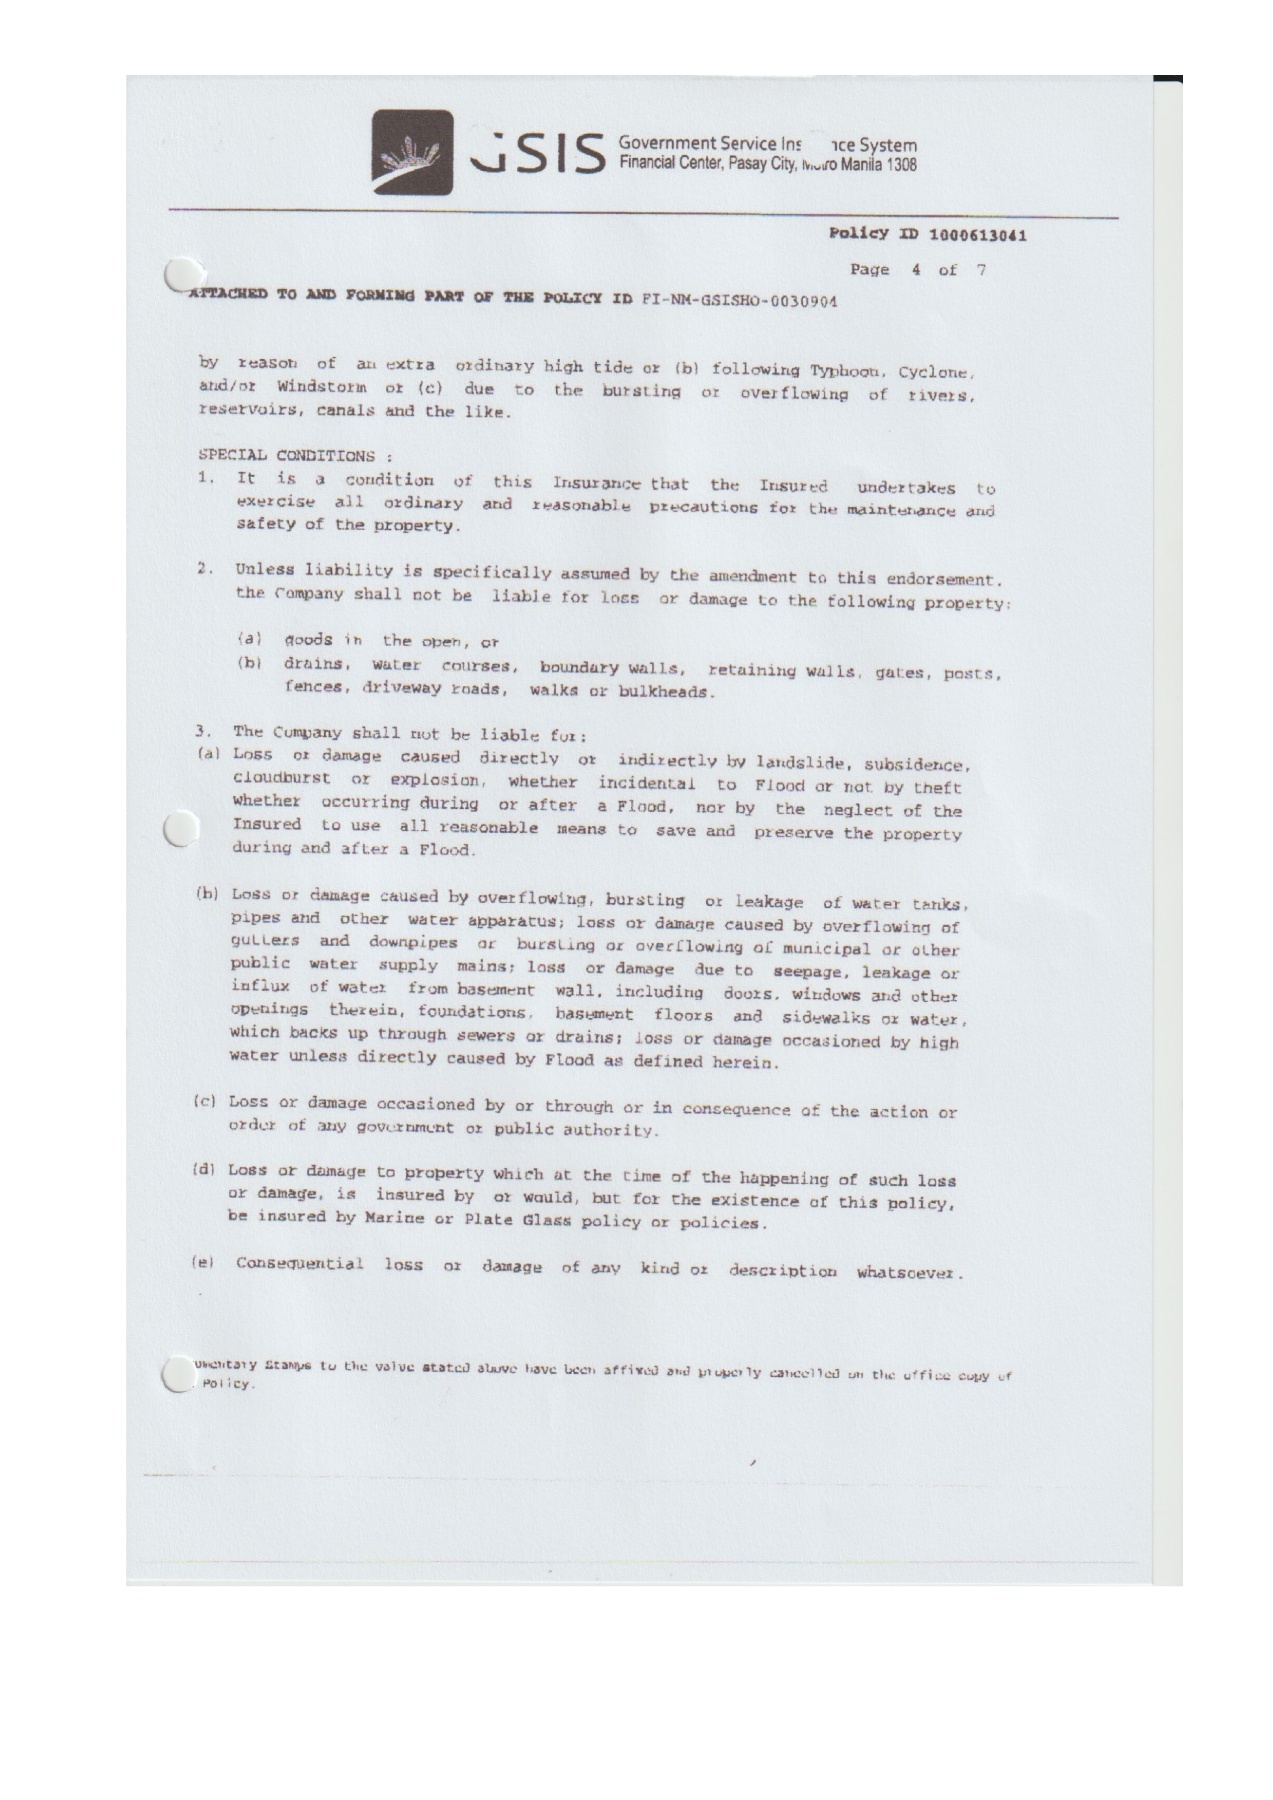 GSIS Government Service Ins nce System
Financial Center, Pasay City, Metro Manila 1308
Policy ID 1000613041
Page 4 of 7
ATTACHED TO AND FORMING PART OF THE POLICY ID FI-NM-GSISHO-0030904
by reason of an extra ordinary high tide or (b) following Typhoon, Cyclone,
and/or Windstorm or (c) due to the bursting or overflowing of rivers,
reservoirs, canals and the like.
SPECIAL CONDITIONS :
1. It is a condition of this Insurance that the Insured undertakes to
exercise all ordinary and reasonable precautions for the maintenance and
safety of the property.
2. Unless liability is specifically assumed by the amendment to this endorsement.
the Company shall not be liable for loss or damage to the following property:
(a) goods in the open, or
(b) drains, water courses, boundary walls, retaining walls, gates, posts,
fences, driveway roads, walks or bulkheads.
3. The Company shall not be liable for:
(a) Loss or damage caused directly or indirectly by landslide, subsidence,
cloudburst or explosion, whether incidental to Flood or not by theft
whether occurring during or after a Flood, nor by the neglect of the
Insured to use all reasonable means to save and preserve the property
during and after a Flood.
(b) Loss or damage caused by overflowing, bursting or leakage of water tanks,
pipes and other water apparatus; loss or damage caused by overflowing of
gutters and downpipes or bursting or overflowing of municipal or other
public water supply mains; loss or damage due to seepage, leakage or
influx of water from basement wall, including doors, windows and other
openings therein, foundations, basement floors and sidewalks or water,
which backs up through sewers or drains; loss or damage occasioned by high
water unless directly caused by Flood as defined herein.
(c) Loss or damage occasioned by or through or in consequence of the action or
order of any government or public authority.
(d) Loss or damage to property which at the time of the happening of such loss
or damage, is insured by or would, but for the existence of this policy,
be insured by Marine or Plate Glass policy or policies.
(e) Consequential loss or damage of any kind or description whatsoever.
umentary Stamps to the value stated above have been affixed and properly cancelled on the office copy of
Policy.